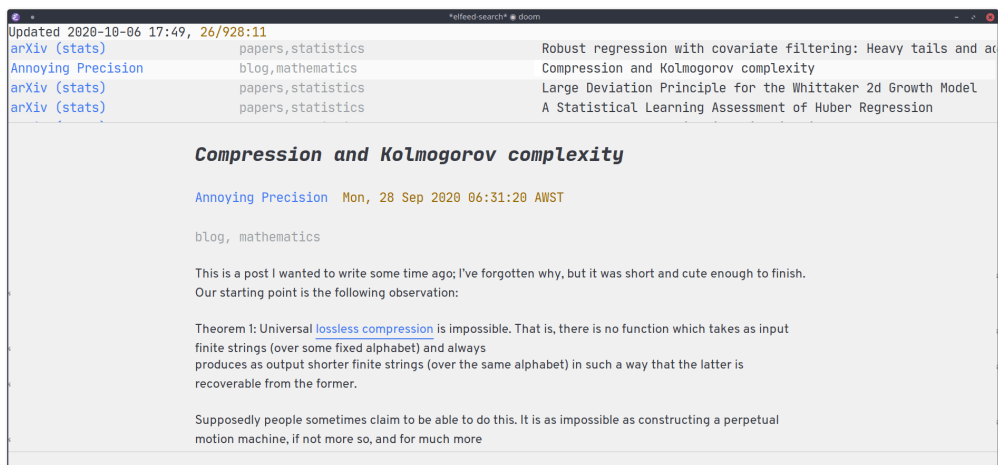 *elfeed-search* ◉ doom
Updated 2020-10-06 17:49, 26/928:11
arXiv (stats) papers,statistics Robust regression with covariate filtering: Heavy tails and
Annoying Precision blog,mathematics Compression and Kolmogorov complexity
arXiv (stats) papers,statistics Large Deviation Principle for the Whittaker 2d Growth Model
arXiv (stats) papers,statistics A Statistical Learning Assessment of Huber Regression
Compression and Kolmogorov complexity
Annoying Precision Mon, 28 Sep 2020 06:31:20 AWST
blog, mathematics
This is a post I wanted to write some time ago; I’ve forgotten why, but it was short and cute enough to finish.
Our starting point is the following observation:
Theorem 1: Universal lossless compression is impossible. That is, there is no function which takes as input
finite strings (over some fixed alphabet) and always
produces as output shorter finite strings (over the same alphabet) in such a way that the latter is
recoverable from the former.
Supposedly people sometimes claim to be able to do this. It is as impossible as constructing a perpetual
motion machine, if not more so, and for much more